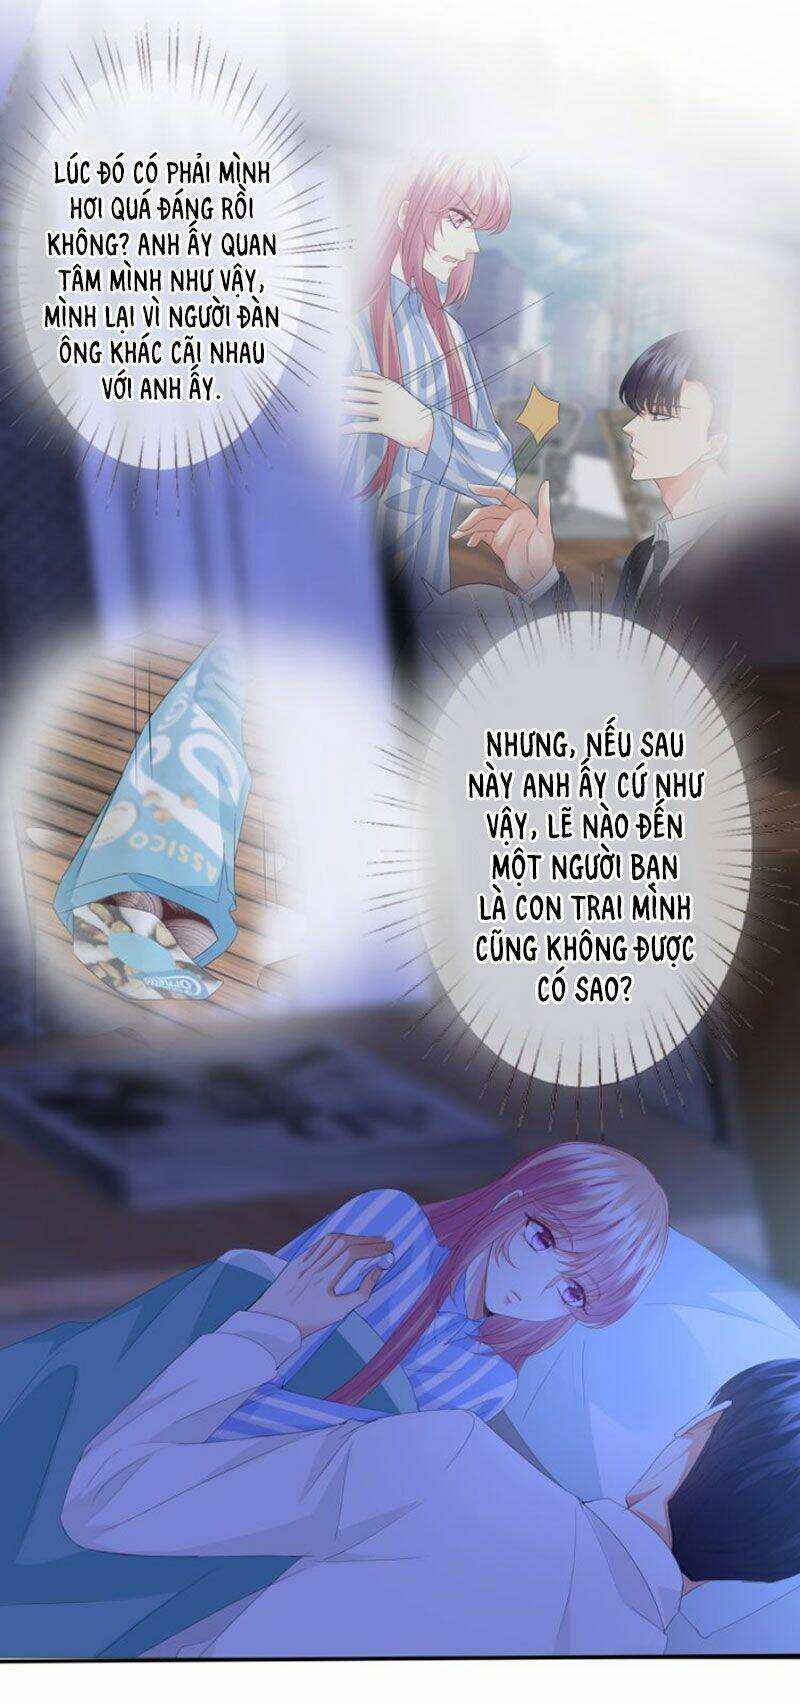 LÚC ĐÓ CÓ PHẢI MÌNH
HƠI QUÁ ĐÁNG RỒI
KHÔNG? ANH ẤY QUAN
TÂM MÌNH NHƯ VẬY,
MÌNH LẠI VÌ NGƯỜI ĐÀN
ÔNG KHÁC CÃI NHAU
VỚI ANH ẤY.
NHƯNG, NẾU SAU
NÀY ANH ẤY CỨ NHƯ
VẬY, LẼ NÀO ĐẾN
MỘT NGƯỜI BẠN
LÀ CON TRAI MÌNH
CŨNG KHÔNG ĐƯỢC
CÓ SAO?